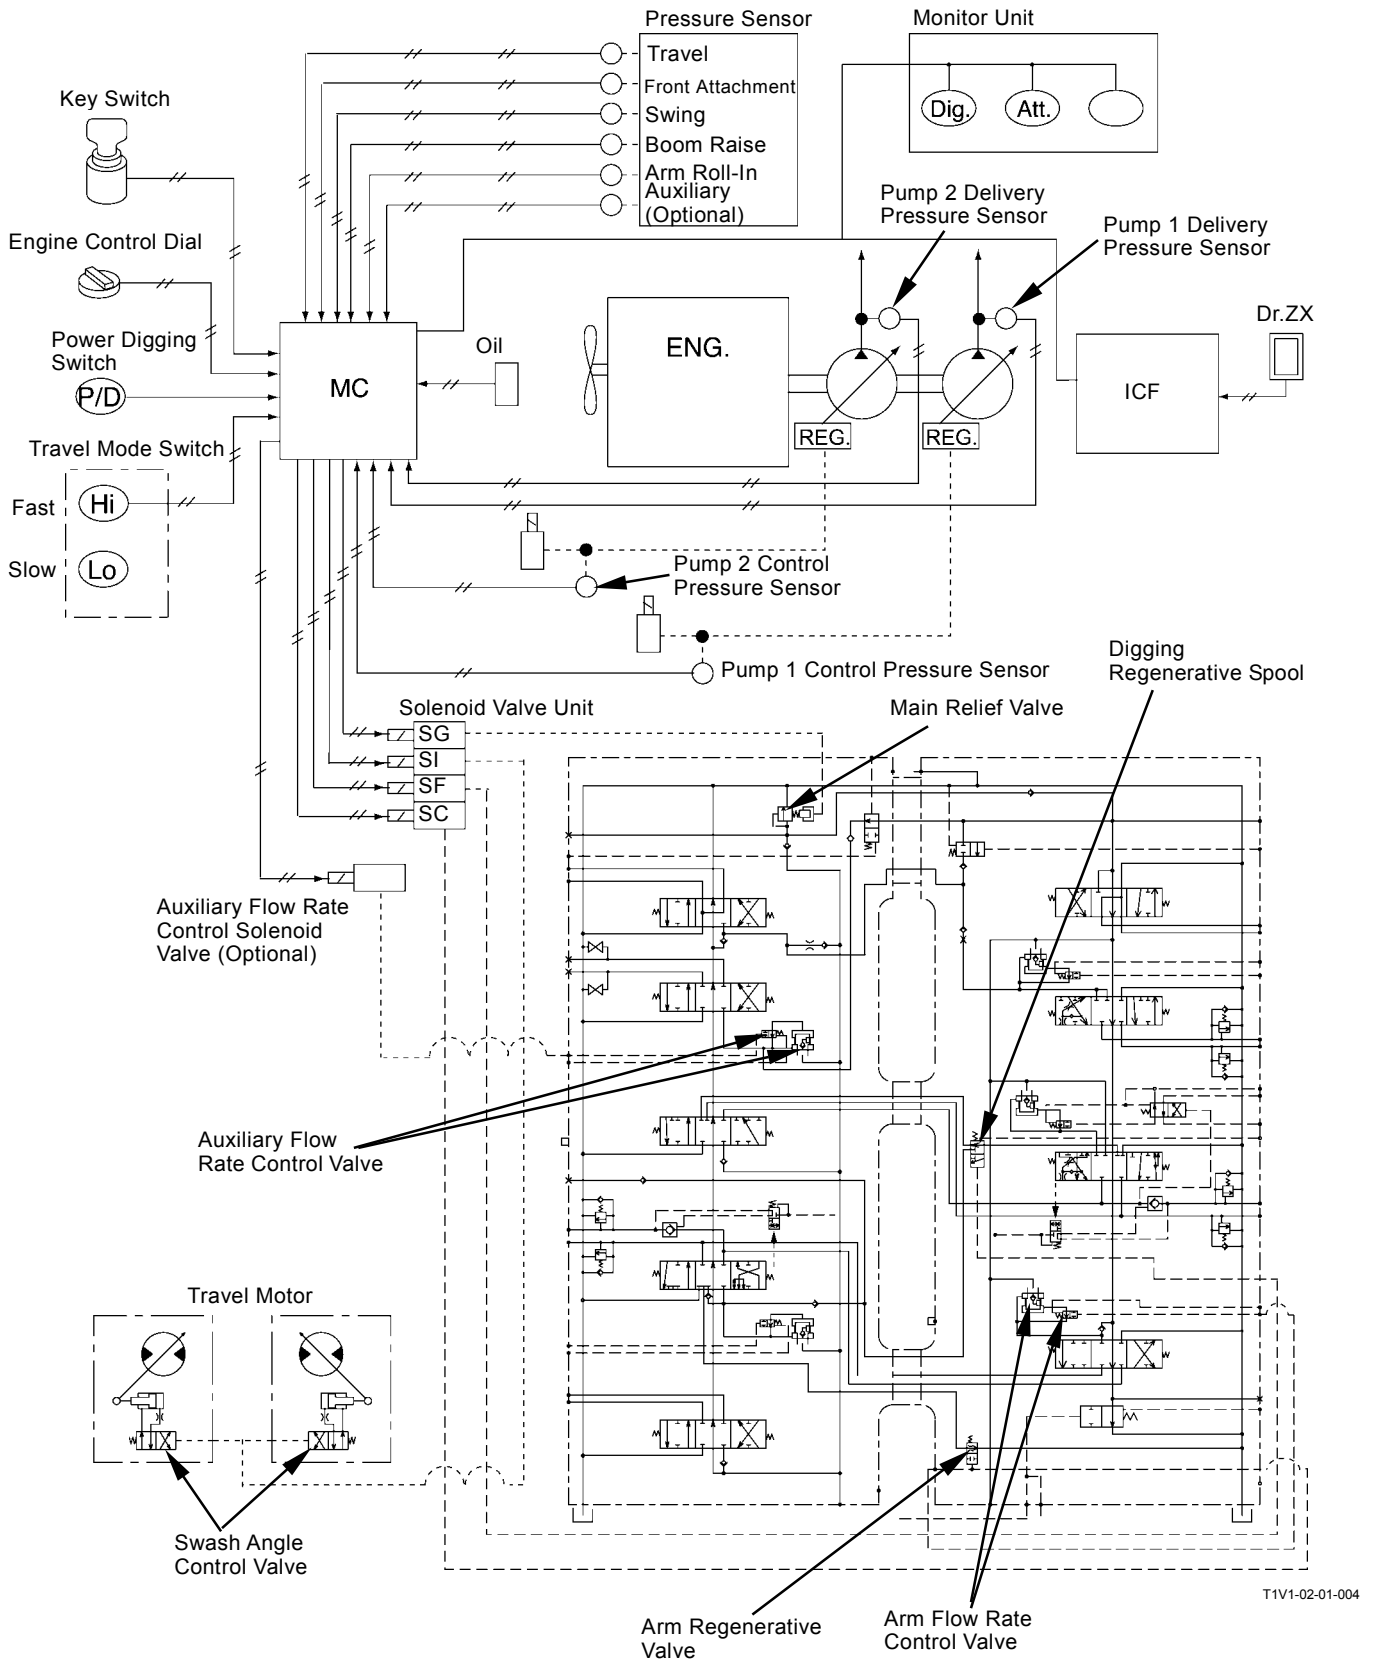 Pressure Sensor
Travel
Front Attachment
Swing
Boom Raise
Arm Roll-In
Auxiliary
(Optional)
Monitor Unit
Dig.
Att.
Key Switch
Pump 2 Delivery
Pressure Sensor
Pump 1 Delivery
Pressure Sensor
Engine Control Dial
Power Digging
Switch
P/D
MC
Oil
ENG.
REG.
REG.
ICF
Dr.ZX
Travel Mode Switch
Fast
Hi
Slow
Lo
Pump 2 Control
Pressure Sensor
Pump 1 Control Pressure Sensor
Digging
Regenerative Spool
Solenoid Valve Unit
SG
SI
SF
SC
Main Relief Valve
Auxiliary Flow Rate
Control Solenoid
Valve (Optional)
Auxiliary Flow
Rate Control Valve
Travel Motor
Swash Angle
Control Valve
Arm Regenerative
Valve
Arm Flow Rate
Control Valve
T1V1-02-01-004